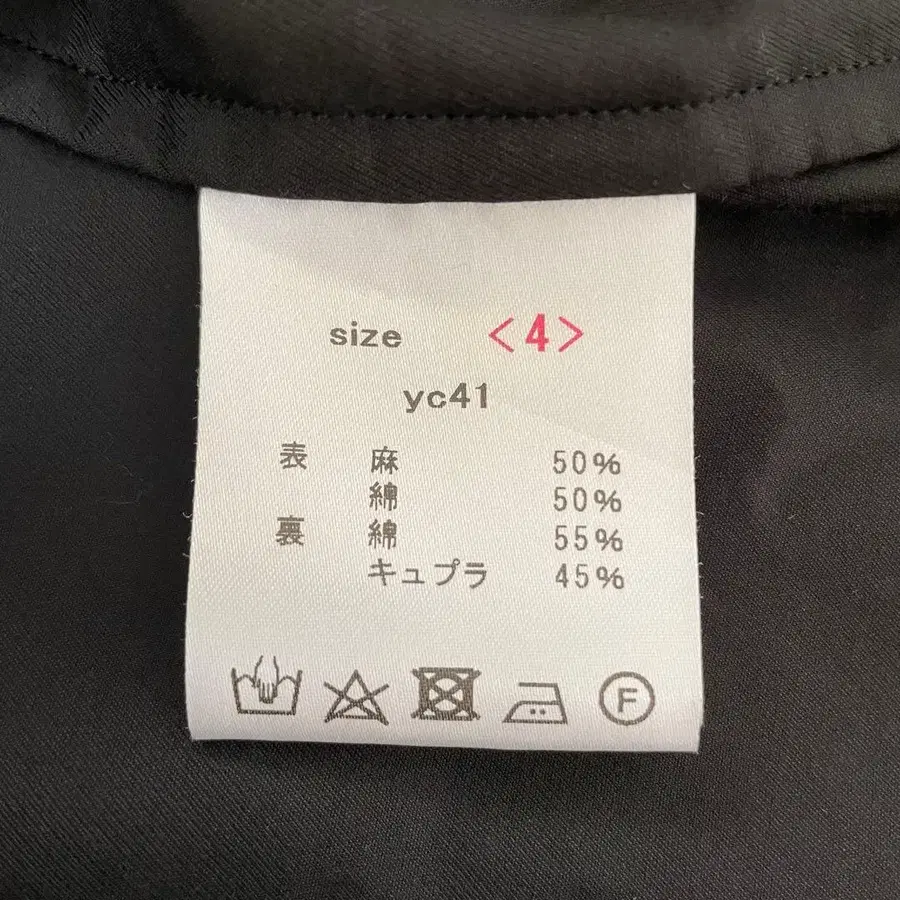 size <4>
yc41
表 麻 50%
綿 50%
裏 綿 55%
キュプラ 45%
F